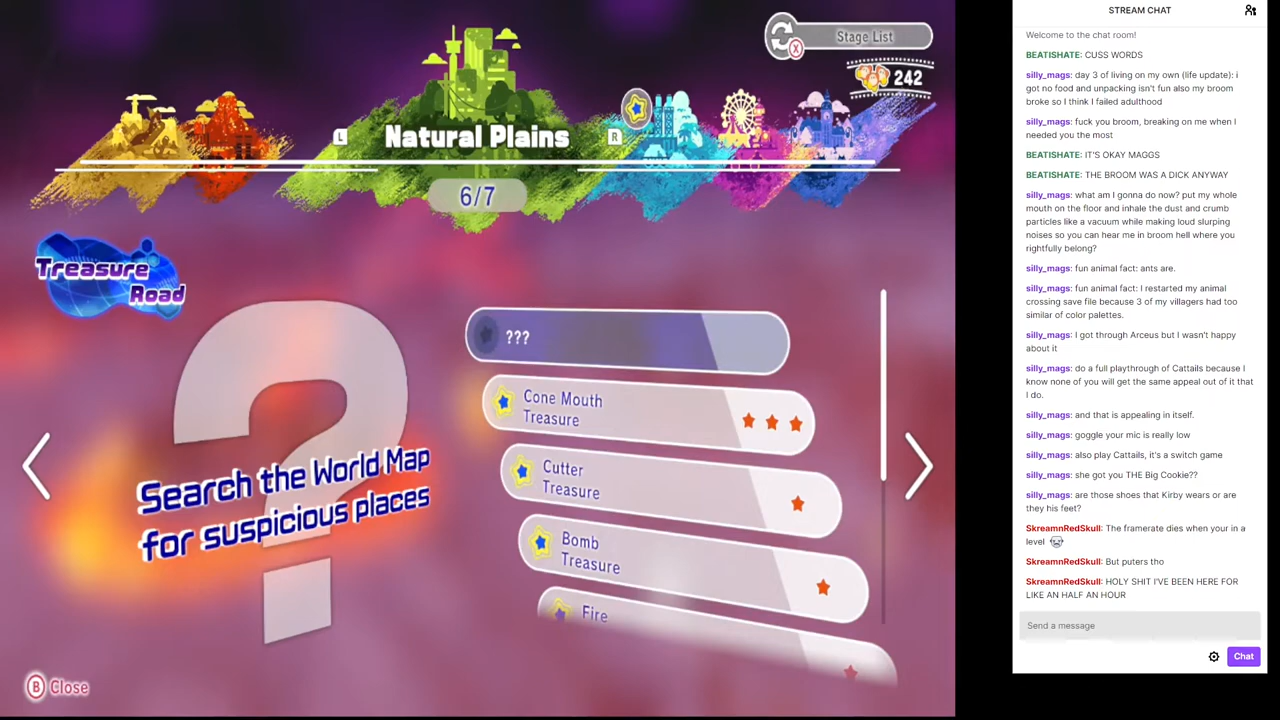 Stage List
X
242
L
Natural Plains
R
6/7
Treasure
Road
???
Cone Mouth
Treasure
Cutter
Treasure
Bomb
Treasure
Fire
Search the World Map
for suspicious places
B Close
STREAM CHAT
Welcome to the chat room!
BEATISHATE: CUSS WORDS
silly_mags: day 3 of living on my own (life update): i
got no food and unpacking isn't fun also my broom
broke so I think I failed adulthood
silly_mags: fuck you broom, breaking on me when I
needed you the most
BEATISHATE: IT'S OKAY MAGGS
BEATISHATE: THE BROOM WAS A DICK ANYWAY
silly_mags: what am I gonna do now? put my whole
mouth on the floor and inhale the dust and crumb
particles like a vacuum while making loud slurping
noises so you can hear me in broom hell where you
rightfully belong?
silly_mags: fun animal fact: ants are.
silly_mags: fun animal fact: I restarted my animal
crossing save file because 3 of my villagers had too
similar of color palettes.
silly_mags: I got through Arceus but I wasn't happy
about it
silly_mags: do a full playthrough of Cattails because I
know none of you will get the same appeal out of it that
I do.
silly_mags: and that is appealing in itself.
silly_mags: goggle your mic is really low
silly_mags: also play Cattails, it's a switch game
silly_mags: she got you THE Big Cookie??
silly_mags: are those shoes that Kirby wears or are
they his feet?
SkreamnRedSkull: The framerate dies when your in a
level
SkreamnRedSkull: But puters tho
SkreamnRedSkull: HOLY SHIT I'VE BEEN HERE FOR
LIKE AN HALF AN HOUR
Send a message
Chat